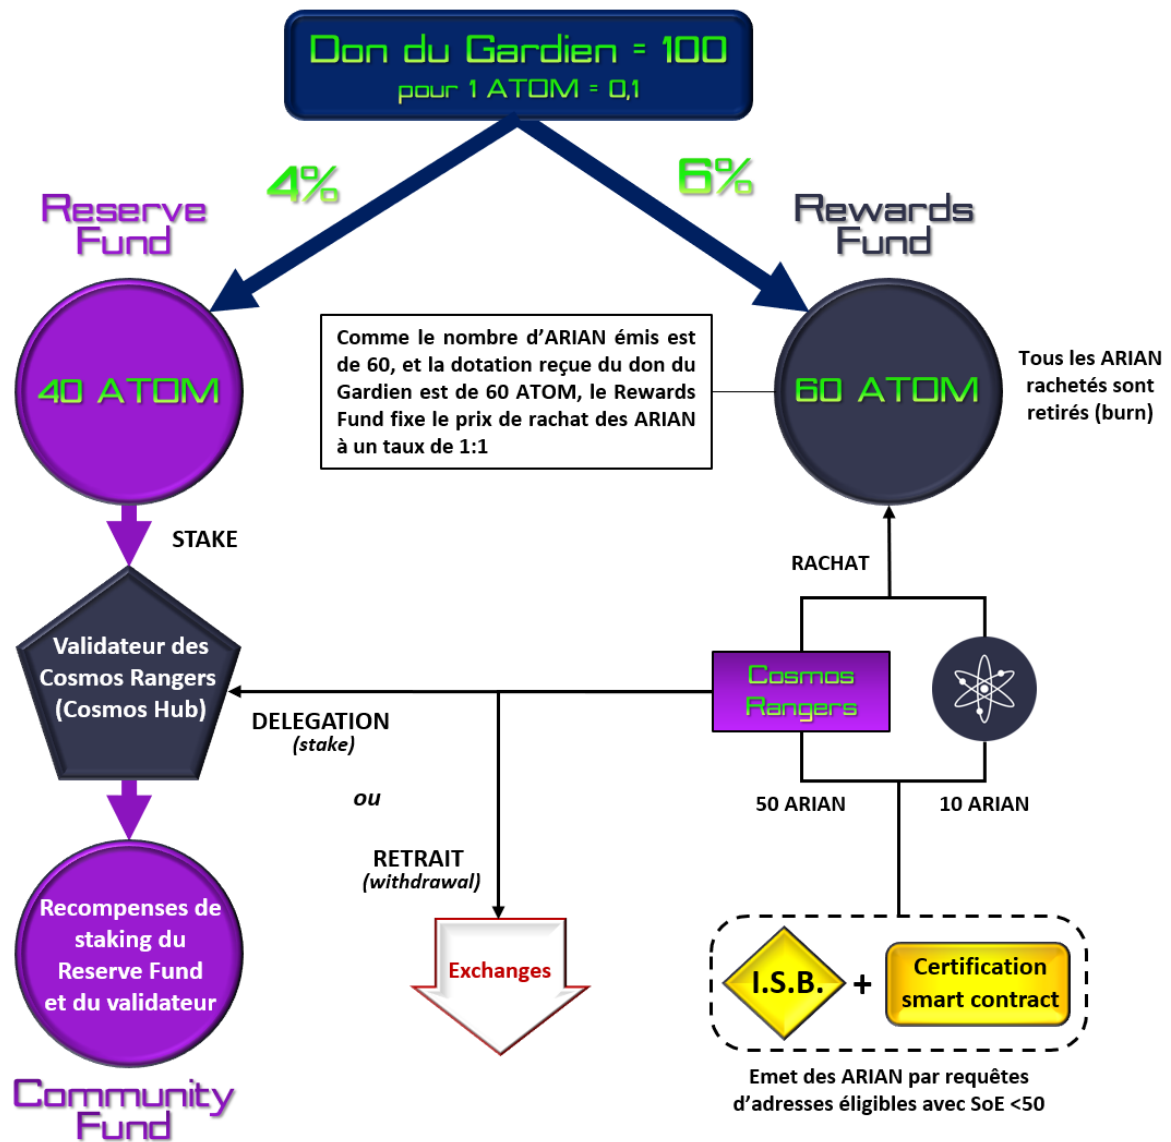 Don du Gardien = 100
pour 1 ATOM = 0,1
4%
6%
Reserve
Fund
Rewards
Fund
40 ATOM
Comme le nombre d'ARIAN émis est
de 60, et la dotation reçue du don du
Gardien est de 60 ATOM, le Rewards
Fund fixe le prix de rachat des ARIAN
à un taux de 1:1
60 ATOM
Tous les ARIAN
rachetés sont
retirés (burn)
STAKE
RACHAT
Validateur des
Cosmos Rangers
(Cosmos Hub)
Cosmos
Rangers
DELEGATION
(stake)
ou
50 ARIAN
10 ARIAN
RETRAIT
(withdrawal)
Recompenses de
staking du
Reserve Fund
et du validateur
Exchanges
I.S.B.
+
Certification
smart contract
Emet des ARIAN par requêtes
d'adresses éligibles avec SoE <50
Community
Fund